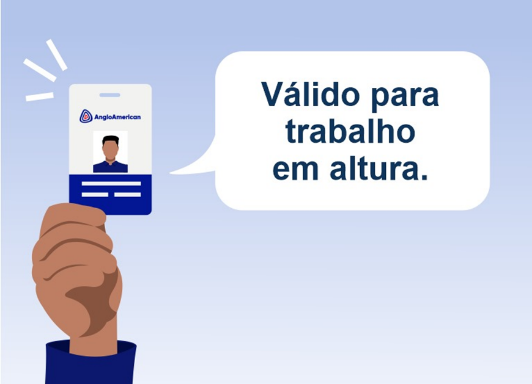 AngloAmerican
Válido para
trabalho
em altura.